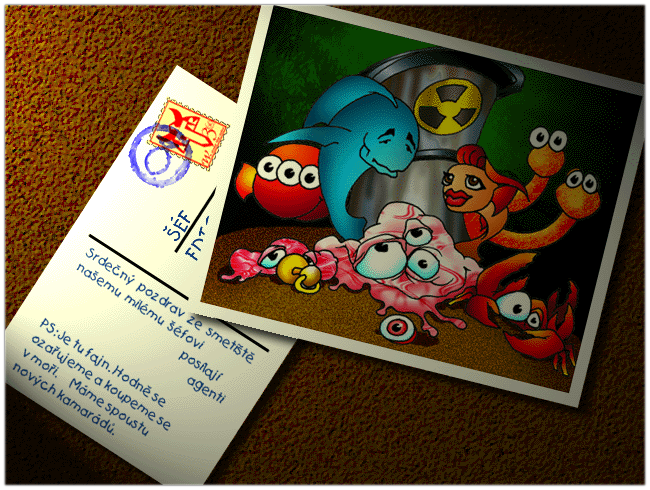 ŠÉF
FDTO
Srdečný pozdrav ze smetiště
našemu milému šéfovi
posílají
agenti
PS:Je tu fajn. Hodně se
ozařujeme a koupeme se
v moři. Máme spoustu
nových kamarádů.